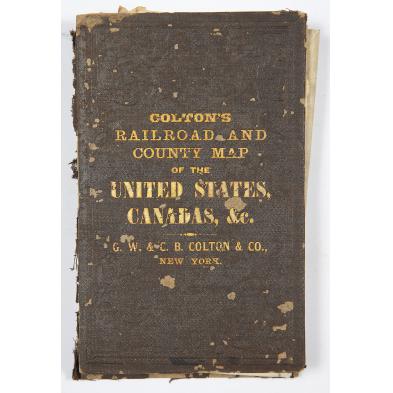 COLTON'S
RAILROAD AND
COUNTY MAP
OF THE
UNITED STATES,
CANADAS, &c.
G. W. & C. B. COLTON & CO.,
NEW YORK.